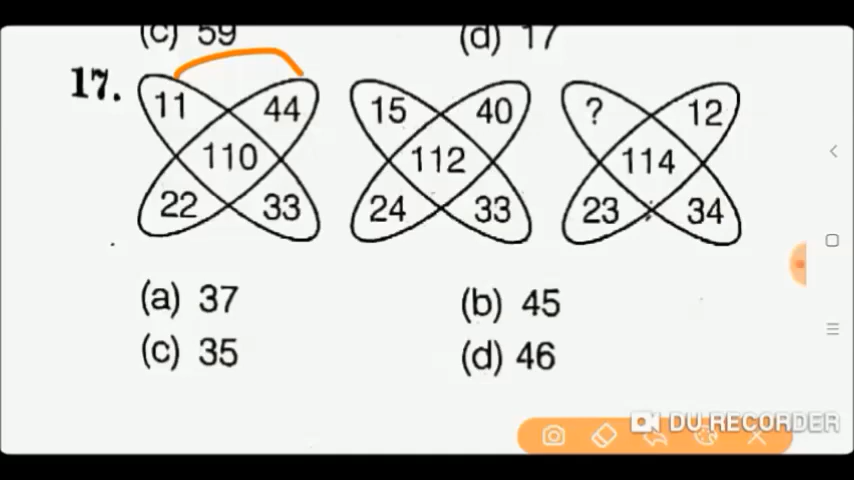 (c) 59 (d) 17
17.
11 44 15 40 ? 12
110 112 114
22 33 24 33 23 34
(a) 37 (b) 45
(c) 35 (d) 46
DU RECORDER